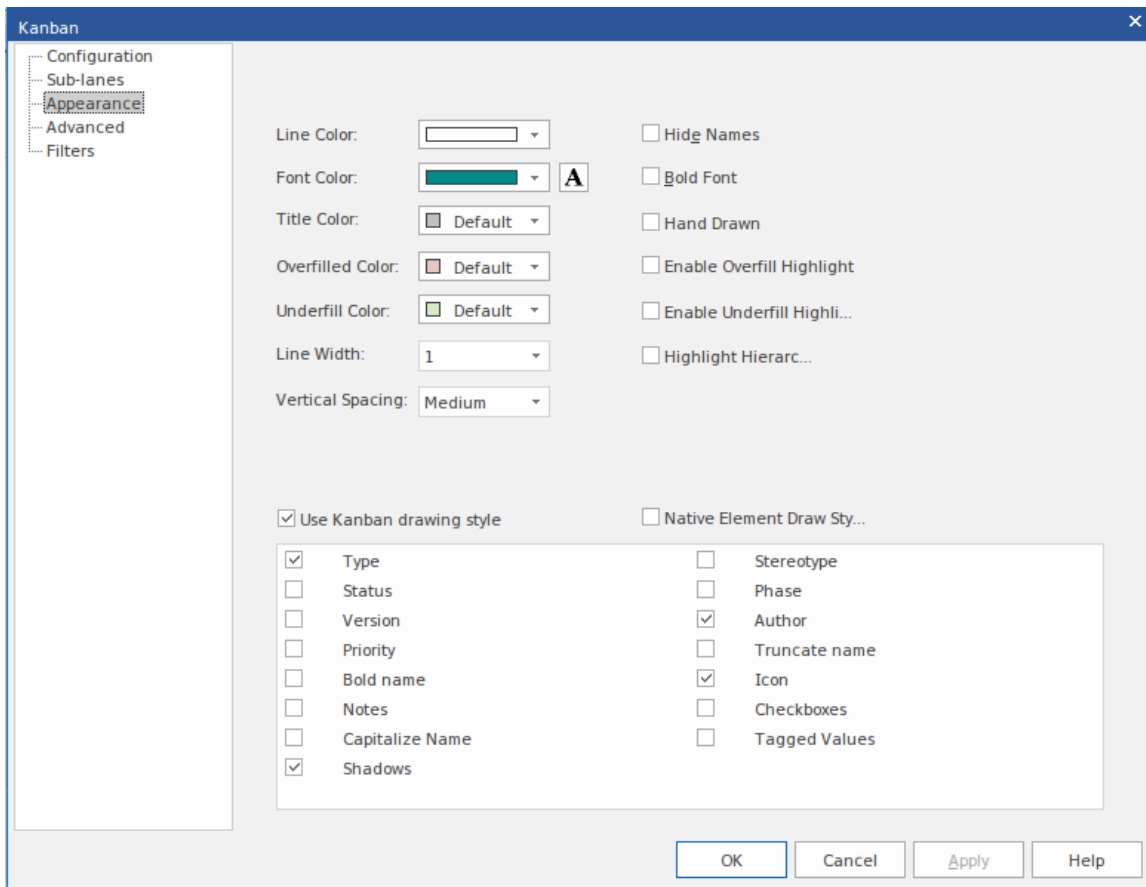 Kanban
Configuration
Sub-lanes
Appearance
Advanced
Filters
Line Color:
Hide Names
Font Color:
A
Bold Font
Title Color:
Default
Hand Drawn
Overfilled Color:
Default
Enable Overfill Highlight
Underfill Color:
Default
Enable Underfill Highli...
Line Width:
1
Highlight Hierarc...
Vertical Spacing:
Medium
Use Kanban drawing style
Native Element Draw Sty...
Type
Stereotype
Status
Phase
Version
Author
Priority
Truncate name
Bold name
Icon
Notes
Checkboxes
Capitalize Name
Tagged Values
Shadows
OK
Cancel
Apply
Help